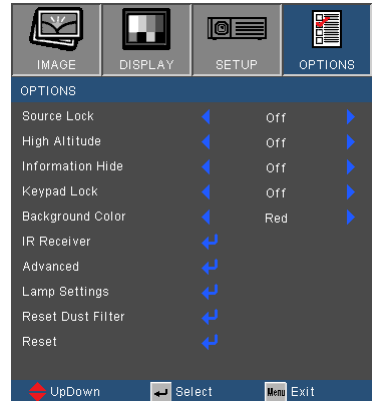 IMAGE DISPLAY SETUP OPTIONS
OPTIONS
Source Lock Off
High Altitude Off
Information Hide Off
Keypad Lock Off
Background Color Red
IR Receiver
Advanced
Lamp Settings
Reset Dust Filter
Reset
UpDown Select Menu Exit